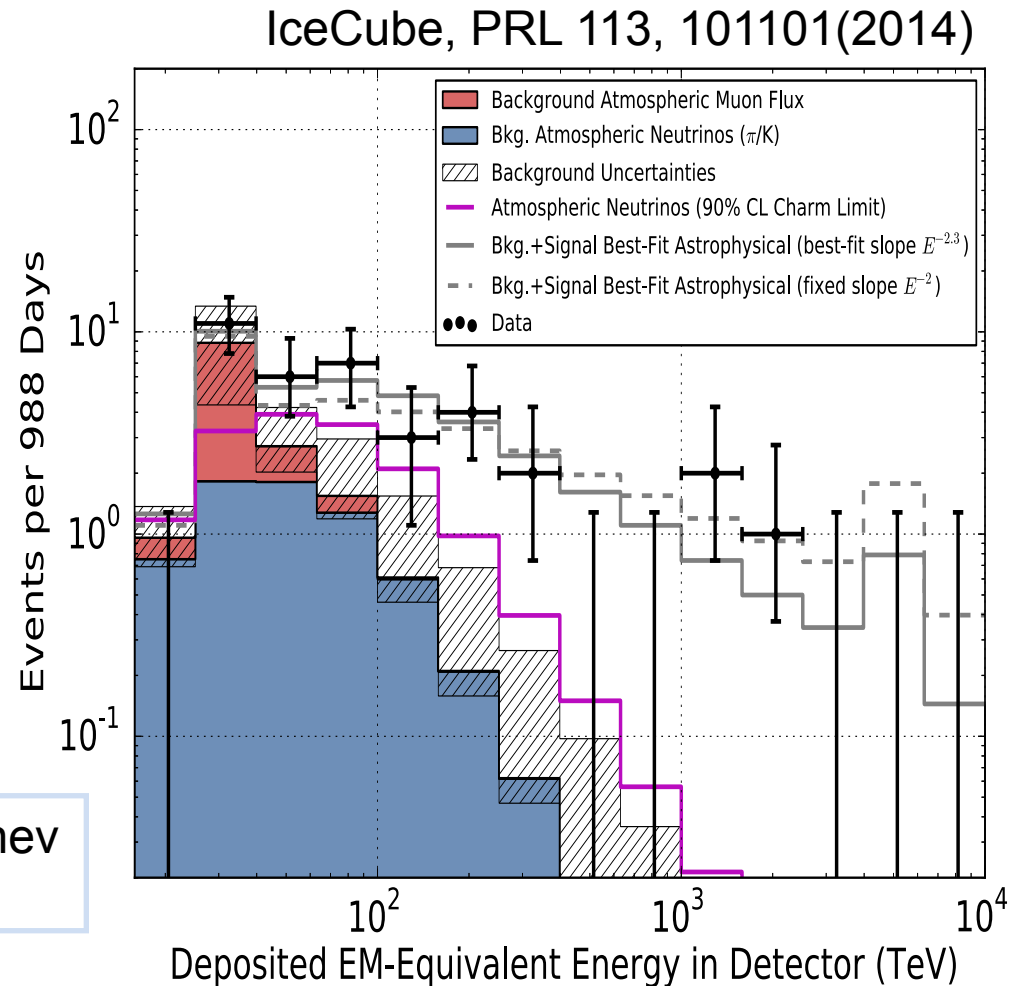 IceCube, PRL 113, 101101(2014)
Background Atmospheric Muon Flux
Bkg. Atmospheric Neutrinos (π/K)
Background Uncertainties
Atmospheric Neutrinos (90% CL Charm Limit)
Bkg.+Signal Best-Fit Astrophysical (best-fit slope E^-2.3)
Bkg.+Signal Best-Fit Astrophysical (fixed slope E^-2)
Data
10^2
10^1
10^0
10^-1
Events per 988 Days
nev
10^2 10^3 10^4
Deposited EM-Equivalent Energy in Detector (TeV)